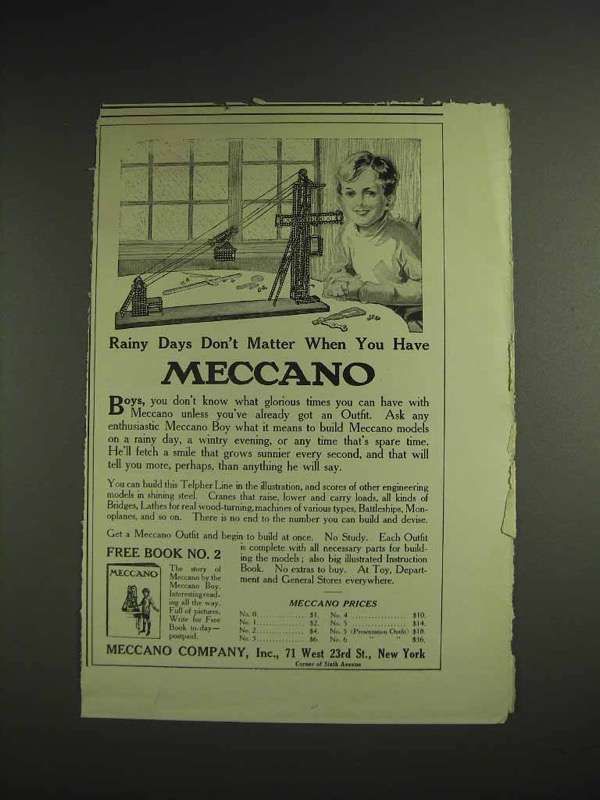 Rainy Days Don't Matter When You Have
MECCANO
Boys, you don't know what glorious times you can have with
Meccano unless you've already got an Outfit. Ask any
enthusiastic Meccano Boy what it means to build Meccano models
on a rainy day, a wintry evening, or any time that's spare time.
He'll fetch a smile that grows sunnier every second, and that will
tell you more, perhaps, than anything he will say.
You can build this Telpher Line in the illustration, and scores of other engineering
models in shining steel. Cranes that raise, lower and carry loads, all kinds of
Bridges, Lathes for real wood-turning, machines of various types, Battleships, Mon-
oplanes, and so on. There is no end to the number you can build and devise.
Get a Meccano Outfit and begin to build at once. No Study. Each Outfit
is complete with all necessary parts for build-
ing the models; also big illustrated Instruction
Book. No extras to buy. At Toy, Depart-
ment and General Stores everywhere.
FREE BOOK NO. 2
MECCANO
The story of
Meccano by the
Meccano Boy.
Interesting read-
ing all the way.
Full of pictures.
Write for Free
Book to-day—
postpaid.
MECCANO PRICES
No. 0 .......... $1. No. 4 .......... $10.
No. 1 .......... $2. No. 5 .......... $14.
No. 2 .......... $4. No. 5 (Presentation Outfit) $18.
No. 3 .......... $6. No. 6 " " $36.
MECCANO COMPANY, Inc., 71 West 23rd St., New York
Corner of Sixth Avenue